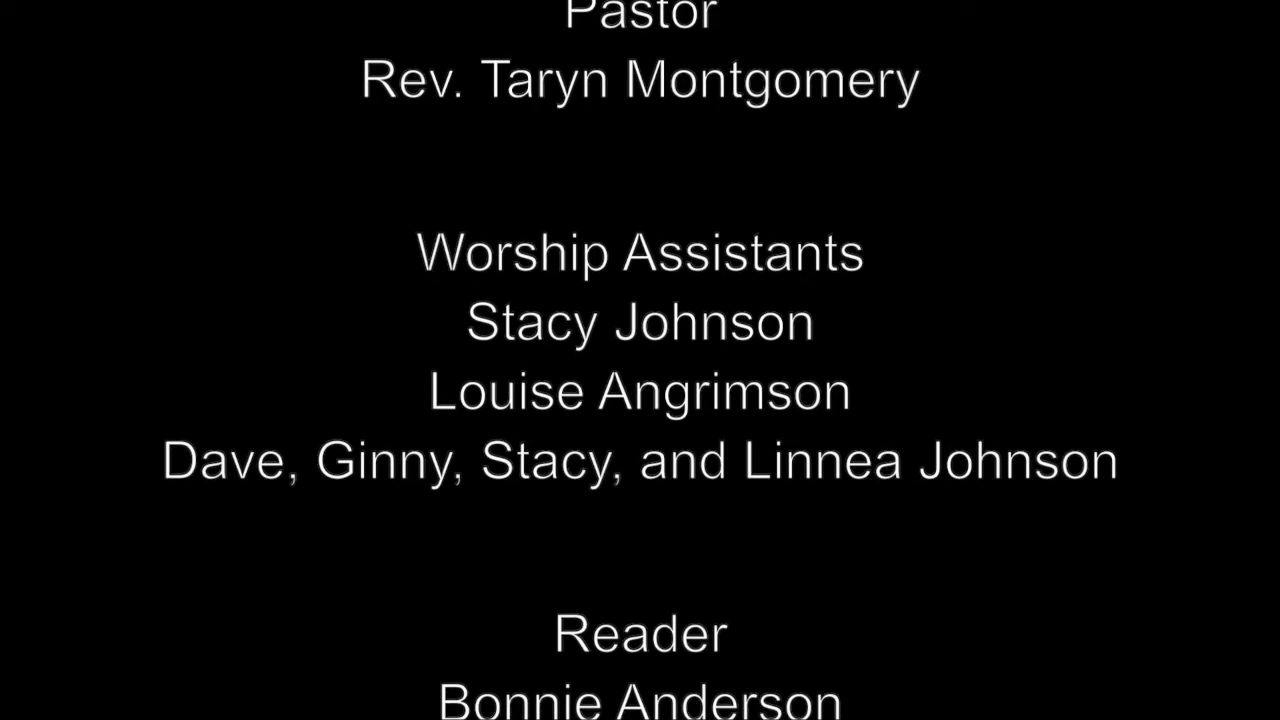 Pastor
Rev. Taryn Montgomery
Worship Assistants
Stacy Johnson
Louise Angrimson
Dave, Ginny, Stacy, and Linnea Johnson
Reader
Bonnie Anderson